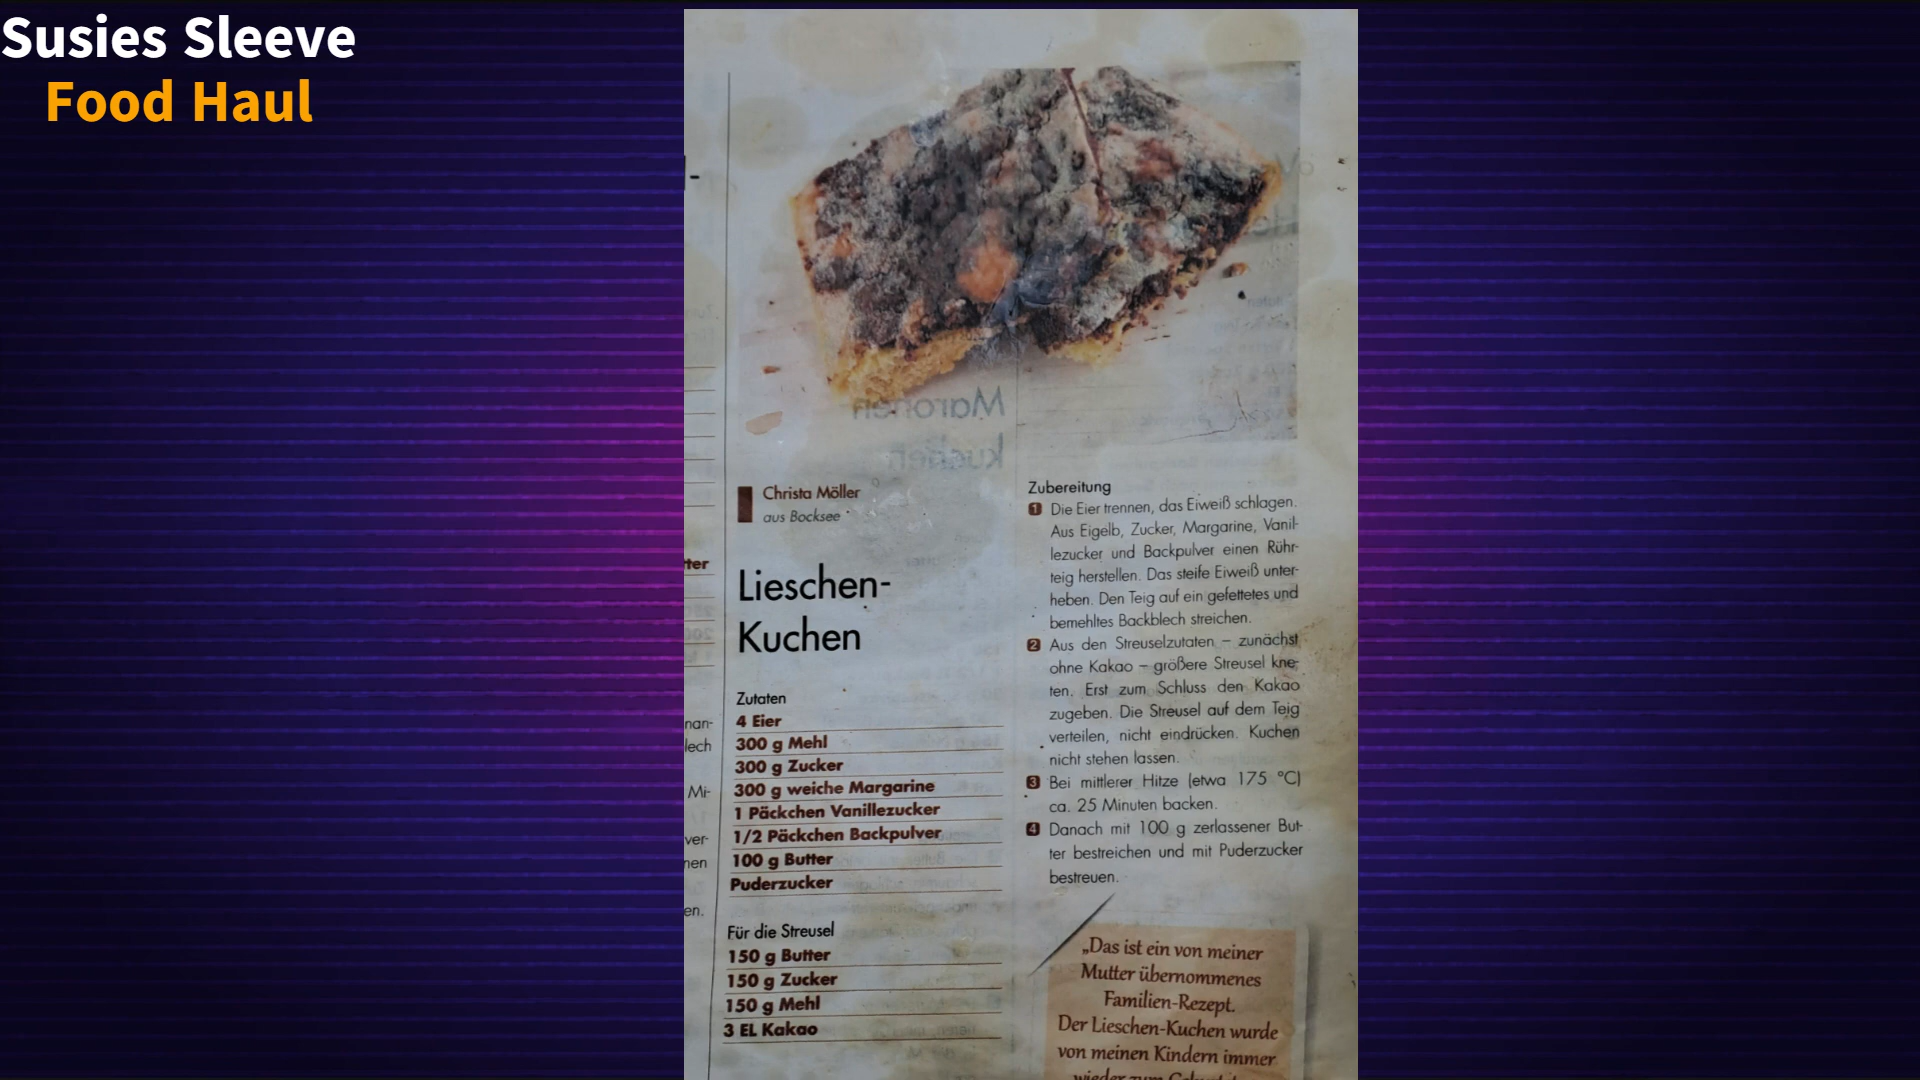 Susies Sleeve
Food Haul
Christa Möller
aus Bocksee
Lieschen-
Kuchen
Zutaten
4 Eier
300 g Mehl
300 g Zucker
300 g weiche Margarine
1 Päckchen Vanillezucker
1/2 Päckchen Backpulver
100 g Butter
Puderzucker
Für die Streusel
150 g Butter
150 g Zucker
150 g Mehl
3 EL Kakao
Zubereitung
1 Die Eier trennen, das Eiweiß schlagen.
Aus Eigelb, Zucker, Margarine, Vanil-
lezucker und Backpulver einen Rühr-
teig herstellen. Das steife Eiweiß unter-
heben. Den Teig auf ein gefettetes und
bemehltes Backblech streichen.
2 Aus den Streuselzutaten – zunächst
ohne Kakao – größere Streusel kne-
ten. Erst zum Schluss den Kakao
zugeben. Die Streusel auf dem Teig
verteilen, nicht eindrücken. Kuchen
nicht stehen lassen.
3 Bei mittlerer Hitze (etwa 175 °C)
ca. 25 Minuten backen.
4 Danach mit 100 g zerlassener But-
ter bestreichen und mit Puderzucker
bestreuen.
„Das ist ein von meiner
Mutter übernommenes
Familien-Rezept.
Der Lieschen-Kuchen wurde
von meinen Kindern immer
wieder zum